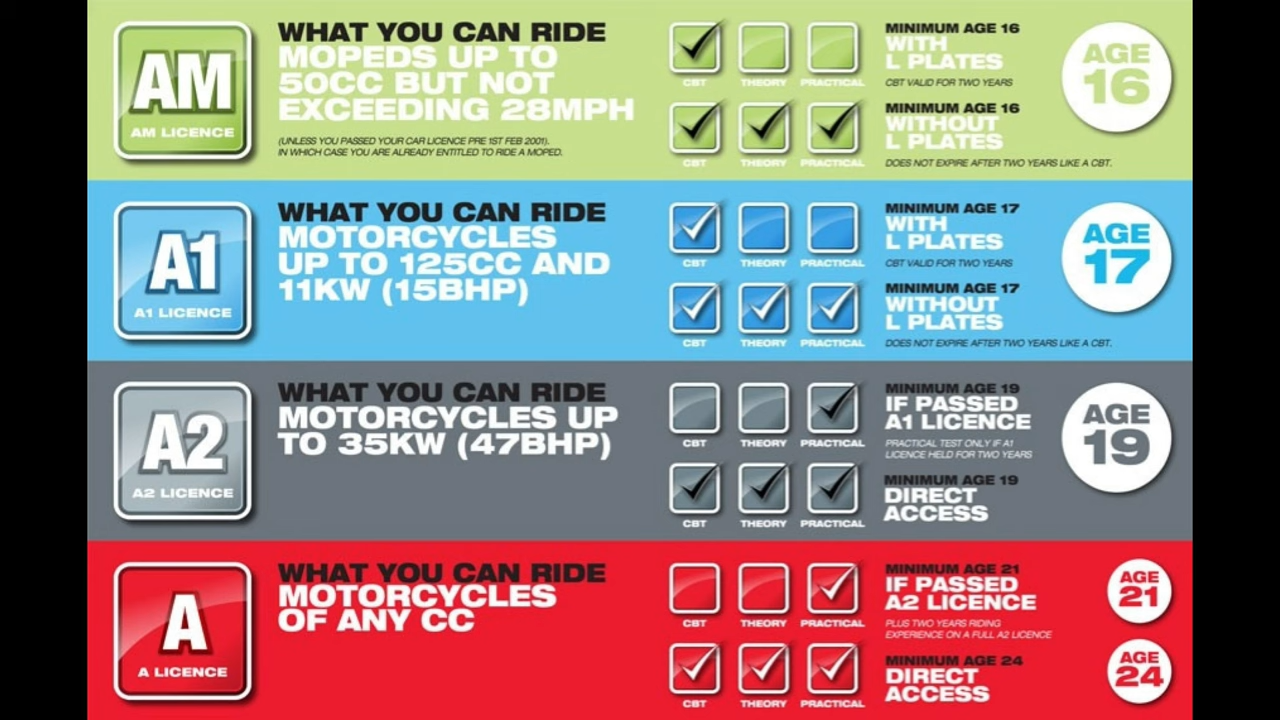 AM
AM LICENCE
WHAT YOU CAN RIDE
MOPEDS UP TO
50CC BUT NOT
EXCEEDING 28MPH
(UNLESS YOU PASSED YOUR CAR LICENCE PRE 1ST FEB 2001).
IN WHICH CASE YOU ARE ALREADY ENTITLED TO RIDE A MOPED.
CBT THEORY PRACTICAL
MINIMUM AGE 16
WITH
L PLATES
CBT VALID FOR TWO YEARS
CBT THEORY PRACTICAL
MINIMUM AGE 16
WITHOUT
L PLATES
DOES NOT EXPIRE AFTER TWO YEARS LIKE A CBT.
AGE
16
A1
A1 LICENCE
WHAT YOU CAN RIDE
MOTORCYCLES
UP TO 125CC AND
11KW (15BHP)
CBT THEORY PRACTICAL
MINIMUM AGE 17
WITH
L PLATES
CBT VALID FOR TWO YEARS
CBT THEORY PRACTICAL
MINIMUM AGE 17
WITHOUT
L PLATES
DOES NOT EXPIRE AFTER TWO YEARS LIKE A CBT.
AGE
17
A2
A2 LICENCE
WHAT YOU CAN RIDE
MOTORCYCLES UP
TO 35KW (47BHP)
CBT THEORY PRACTICAL
MINIMUM AGE 19
IF PASSED
A1 LICENCE
PRACTICAL TEST ONLY IF A1
LICENCE HELD FOR TWO YEARS
CBT THEORY PRACTICAL
MINIMUM AGE 19
DIRECT
ACCESS
AGE
19
A
A LICENCE
WHAT YOU CAN RIDE
MOTORCYCLES
OF ANY CC
CBT THEORY PRACTICAL
MINIMUM AGE 21
IF PASSED
A2 LICENCE
PLUS TWO YEARS RIDING
EXPERIENCE ON A FULL A2 LICENCE
AGE
21
CBT THEORY PRACTICAL
MINIMUM AGE 24
DIRECT
ACCESS
AGE
24